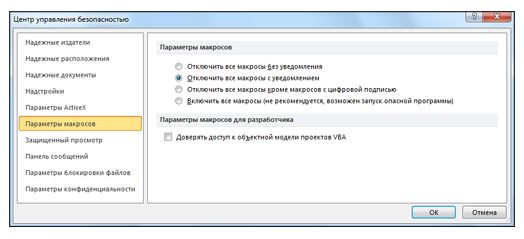 Центр управления безопасностью
Надежные издатели
Надежные расположения
Надежные документы
Надстройки
Параметры ActiveX
Параметры макросов
Защищенный просмотр
Панель сообщений
Параметры блокировки файлов
Параметры конфиденциальности
Параметры макросов
Отключить все макросы без уведомления
Отключить все макросы с уведомлением
Отключить все макросы кроме макросов с цифровой подписью
Включить все макросы (не рекомендуется, возможен запуск опасной программы)
Параметры макросов для разработчика
Доверять доступ к объектной модели проектов VBA
ОК
Отмена